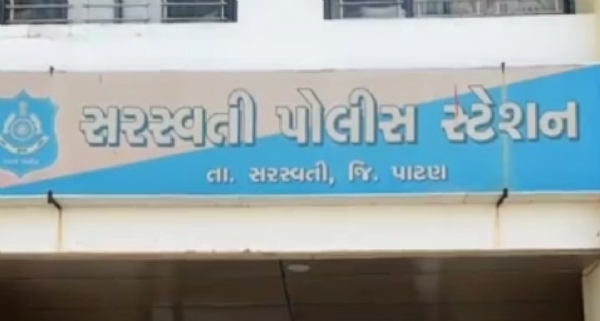 સરસ્વતી પોલીસ સ્ટેશન
તા. સરસ્વતી, જિ. પાટણ